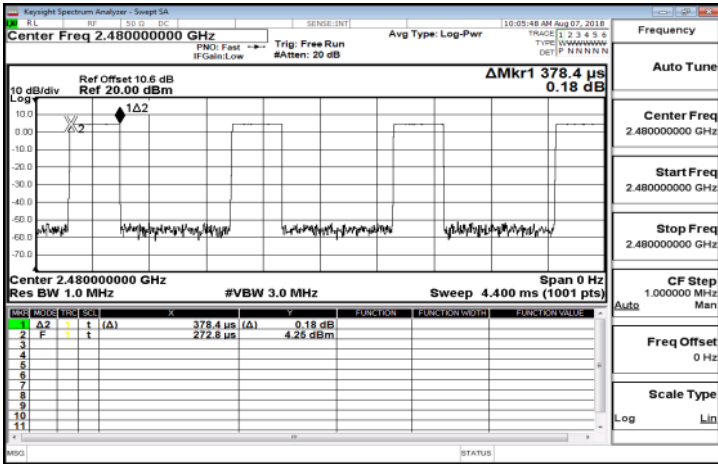 Keysight Spectrum Analyzer - Swept SA
RL RF 50 Ω DC SENSE:INT 10:05:48 AM Aug 07, 2018
Center Freq 2.480000000 GHz
PNO: Fast
IFGain:Low
Trig: Free Run
#Atten: 20 dB
Avg Type: Log-Pwr
TRACE 1 2 3 4 5 6
TYPE WWWWWW
DET P N N N N N
Ref Offset 10.6 dB
10 dB/div Ref 20.00 dBm
ΔMkr1 378.4 µs
0.18 dB
Log
10.0
0.00
-10.0
-20.0
-30.0
-40.0
-50.0
-60.0
-70.0
1Δ2
2
Center 2.480000000 GHz Span 0 Hz
Res BW 1.0 MHz #VBW 3.0 MHz Sweep 4.400 ms (1001 pts)
MKR MODE TRC SCL X Y FUNCTION FUNCTION WIDTH FUNCTION VALUE
1 Δ2 1 t (Δ) 378.4 µs (Δ) 0.18 dB
2 F 1 t 272.8 µs 4.25 dBm
3
4
5
6
7
8
9
10
11
MSG STATUS
Frequency
Auto Tune
Center Freq
2.480000000 GHz
Start Freq
2.480000000 GHz
Stop Freq
2.480000000 GHz
CF Step
1.000000 MHz
Auto Man
Freq Offset
0 Hz
Scale Type
Log Lin